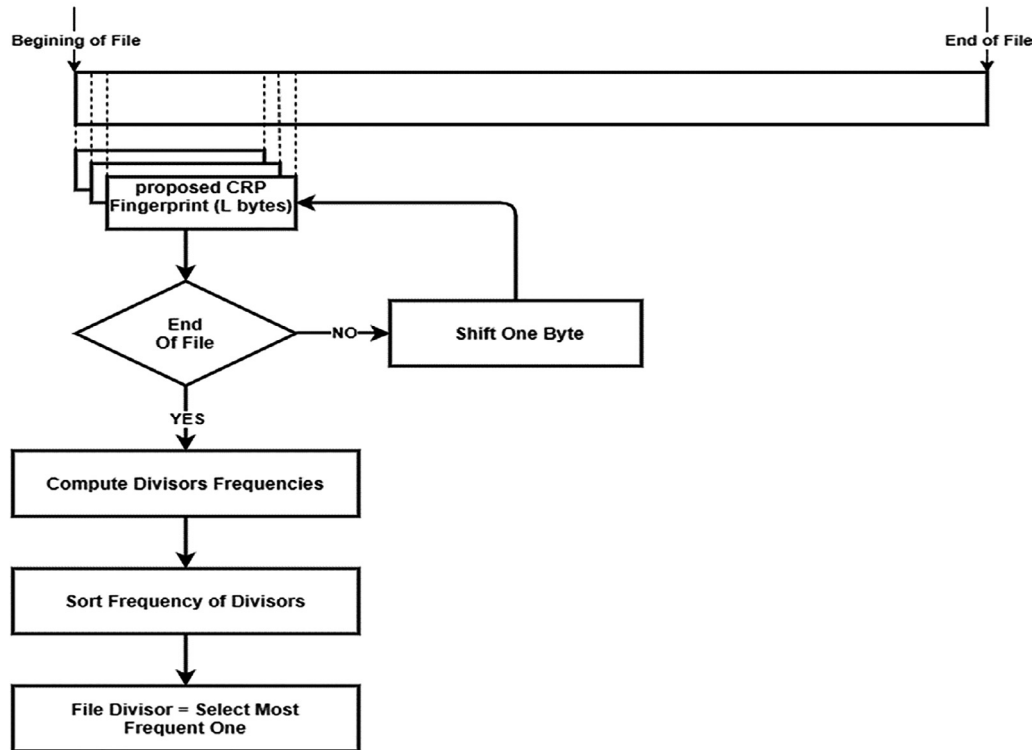 Begining of File
End of File
proposed CRP
Fingerprint (L bytes)
End
Of File
NO
Shift One Byte
YES
Compute Divisors Frequencies
Sort Frequency of Divisors
File Divisor = Select Most
Frequent One